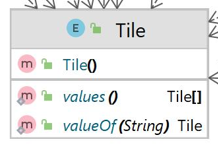 E Tile
m Tile()
m values() Tile[]
m valueOf(String) Tile